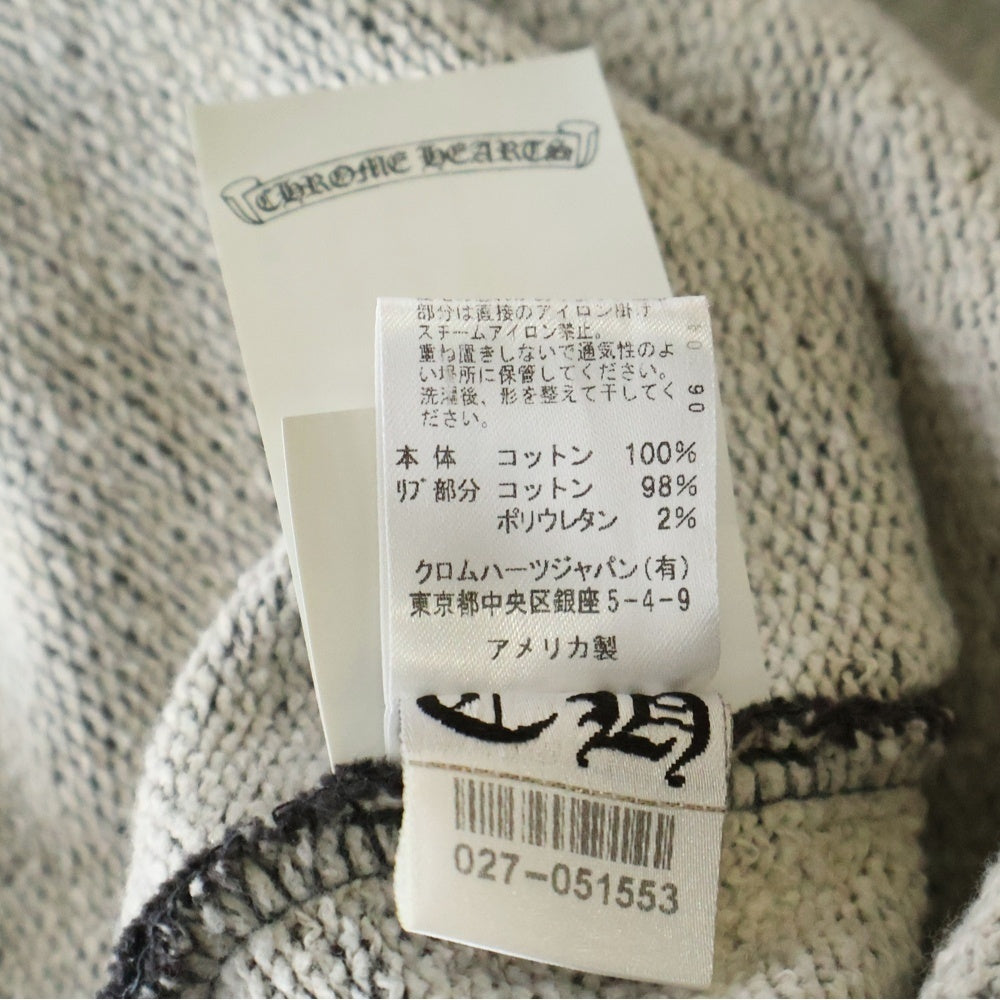 CHROME HEARTS
部分は直接のアイロン掛け
スチームアイロン禁止。
重ね置きしないで通気性のよ
い場所に保管してください。
洗濯後、形を整えて干してく
ださい。
本体 コットン 100%
リブ部分 コットン 98%
ポリウレタン 2%
クロムハーツジャパン(有)
東京都中央区銀座5-4-9
アメリカ製
CH
027-051553